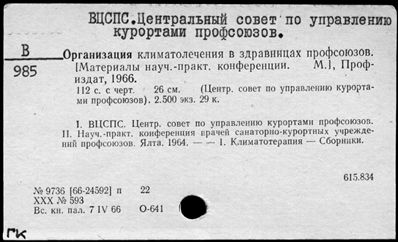 ВЦСПС. Центральный совет по управлению
курортами профсоюзов.
В
985
Организация климатолечения в здравницах профсоюзов.
[Материалы науч.-практ. конференции. М.], Проф-
издат, 1966.
112 с. с черт. 26 см. (Центр. совет по управлению курорта-
ми профсоюзов). 2.500 экз. 29 к.
I. ВЦСПС. Центр. совет по управлению курортами профсоюзов.
II. Науч.-практ. конференция врачей санаторно-курортных учрежде-
ний профсоюзов. Ялта. 1964. — — 1. Климатотерапия — Сборники.
615.834
№ 9736 [66-24592] п 22
XXX № 593
Вс. кн. пал. 7 IV 66 О-641
ГК